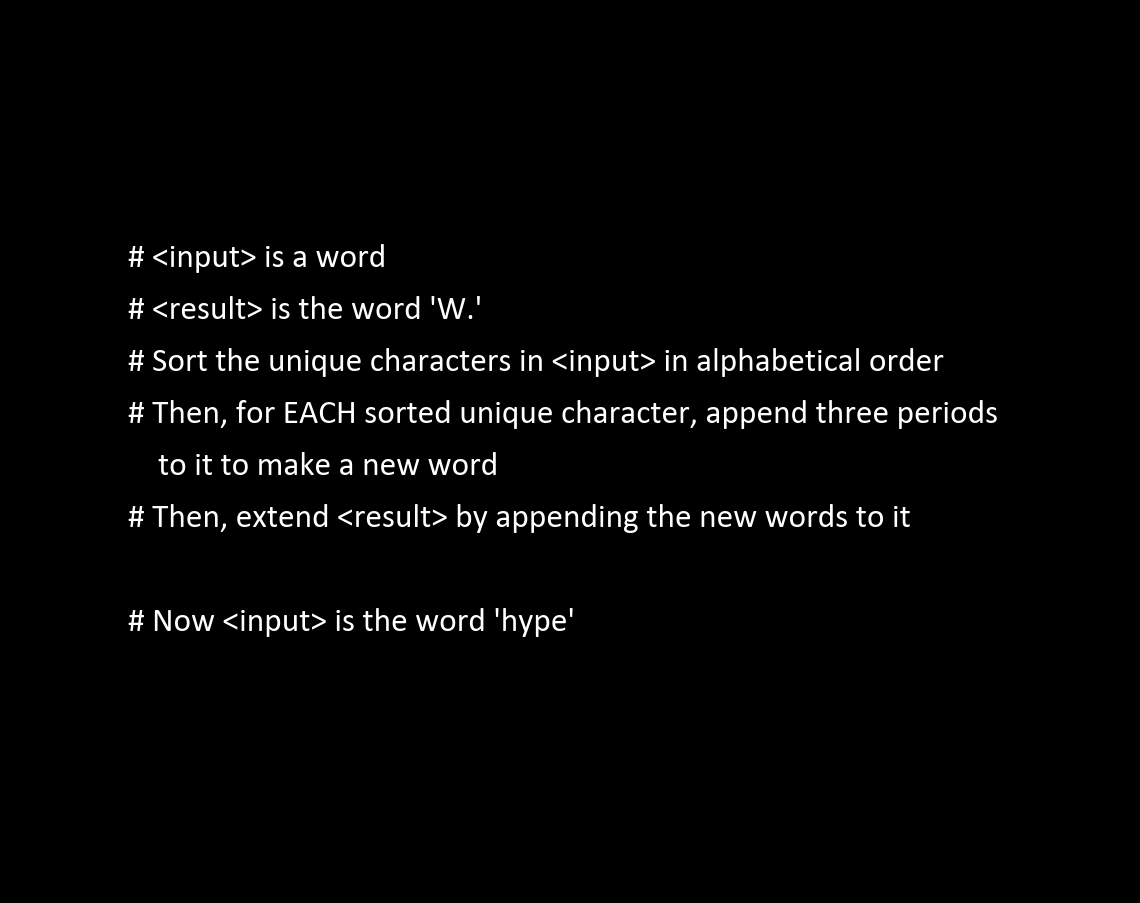 # <input> is a word
# <result> is the word 'W.'
# Sort the unique characters in <input> in alphabetical order
# Then, for EACH sorted unique character, append three periods
to it to make a new word
# Then, extend <result> by appending the new words to it
# Now <input> is the word 'hype'